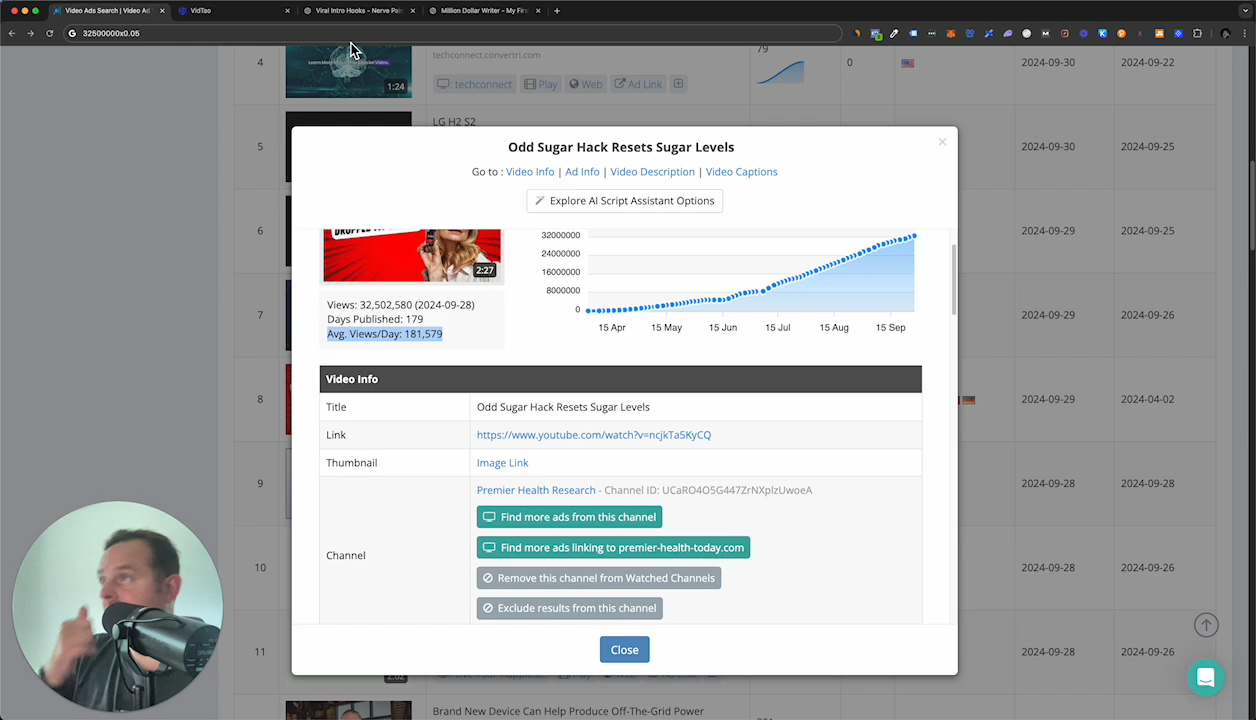 Video Ads Search | Video Ad
VidTao
Viral Intro Hooks - Nerve Pain
Million Dollar Writer - My Firs
32500000x0.05
4
Learn More
1:24
techconnect.convertri.com
techconnect
Play
Web
Ad Link
79
0
2024-09-30
2024-09-22
5
LG H2 S2
2024-09-30
2024-09-25
Odd Sugar Hack Resets Sugar Levels
Go to : Video Info | Ad Info | Video Description | Video Captions
Explore AI Script Assistant Options
6
2024-09-29
2024-09-25
DROPPED
2:27
32000000
24000000
16000000
8000000
0
15 Apr
15 May
15 Jun
15 Jul
15 Aug
15 Sep
Views: 32,502,580 (2024-09-28)
Days Published: 179
Avg. Views/Day: 181,579
7
2024-09-29
2024-09-26
Video Info
8
2024-09-29
2024-04-02
Title
Odd Sugar Hack Resets Sugar Levels
Link
https://www.youtube.com/watch?v=ncjkTa5KyCQ
Thumbnail
Image Link
9
2024-09-28
2024-09-28
Channel
Premier Health Research - Channel ID: UCaRO4O5G447ZrNXplzUwoeA
Find more ads from this channel
Find more ads linking to premier-health-today.com
Remove this channel from Watched Channels
Exclude results from this channel
10
2024-09-28
2024-09-26
Close
11
2024-09-28
2024-09-26
2:02
Brand New Device Can Help Produce Off-The-Grid Power